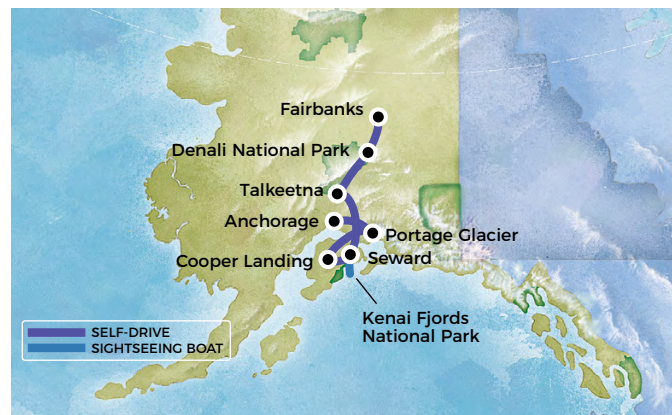 Fairbanks
Denali National Park
Talkeetna
Anchorage
Portage Glacier
Cooper Landing
Seward
Kenai Fjords
National Park
SELF-DRIVE
SIGHTSEEING BOAT